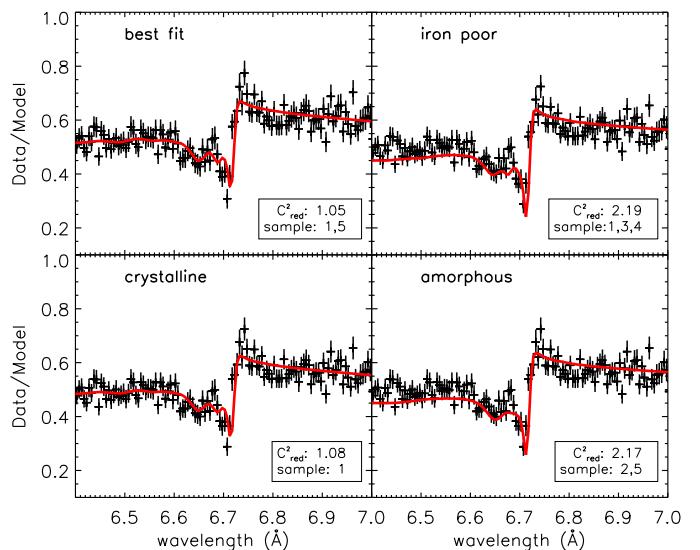 best fit
iron poor
1.0
0.8
0.6
0.4
0.2
Data/Model
C²red: 1.05
sample: 1,5
C²red: 2.19
sample:1,3,4
crystalline
amorphous
1.0
0.8
0.6
0.4
0.2
Data/Model
C²red: 1.08
sample: 1
C²red: 2.17
sample: 2,5
6.5 6.6 6.7 6.8 6.9 7.0 6.5 6.6 6.7 6.8 6.9 7.0
wavelength (Å) wavelength (Å)